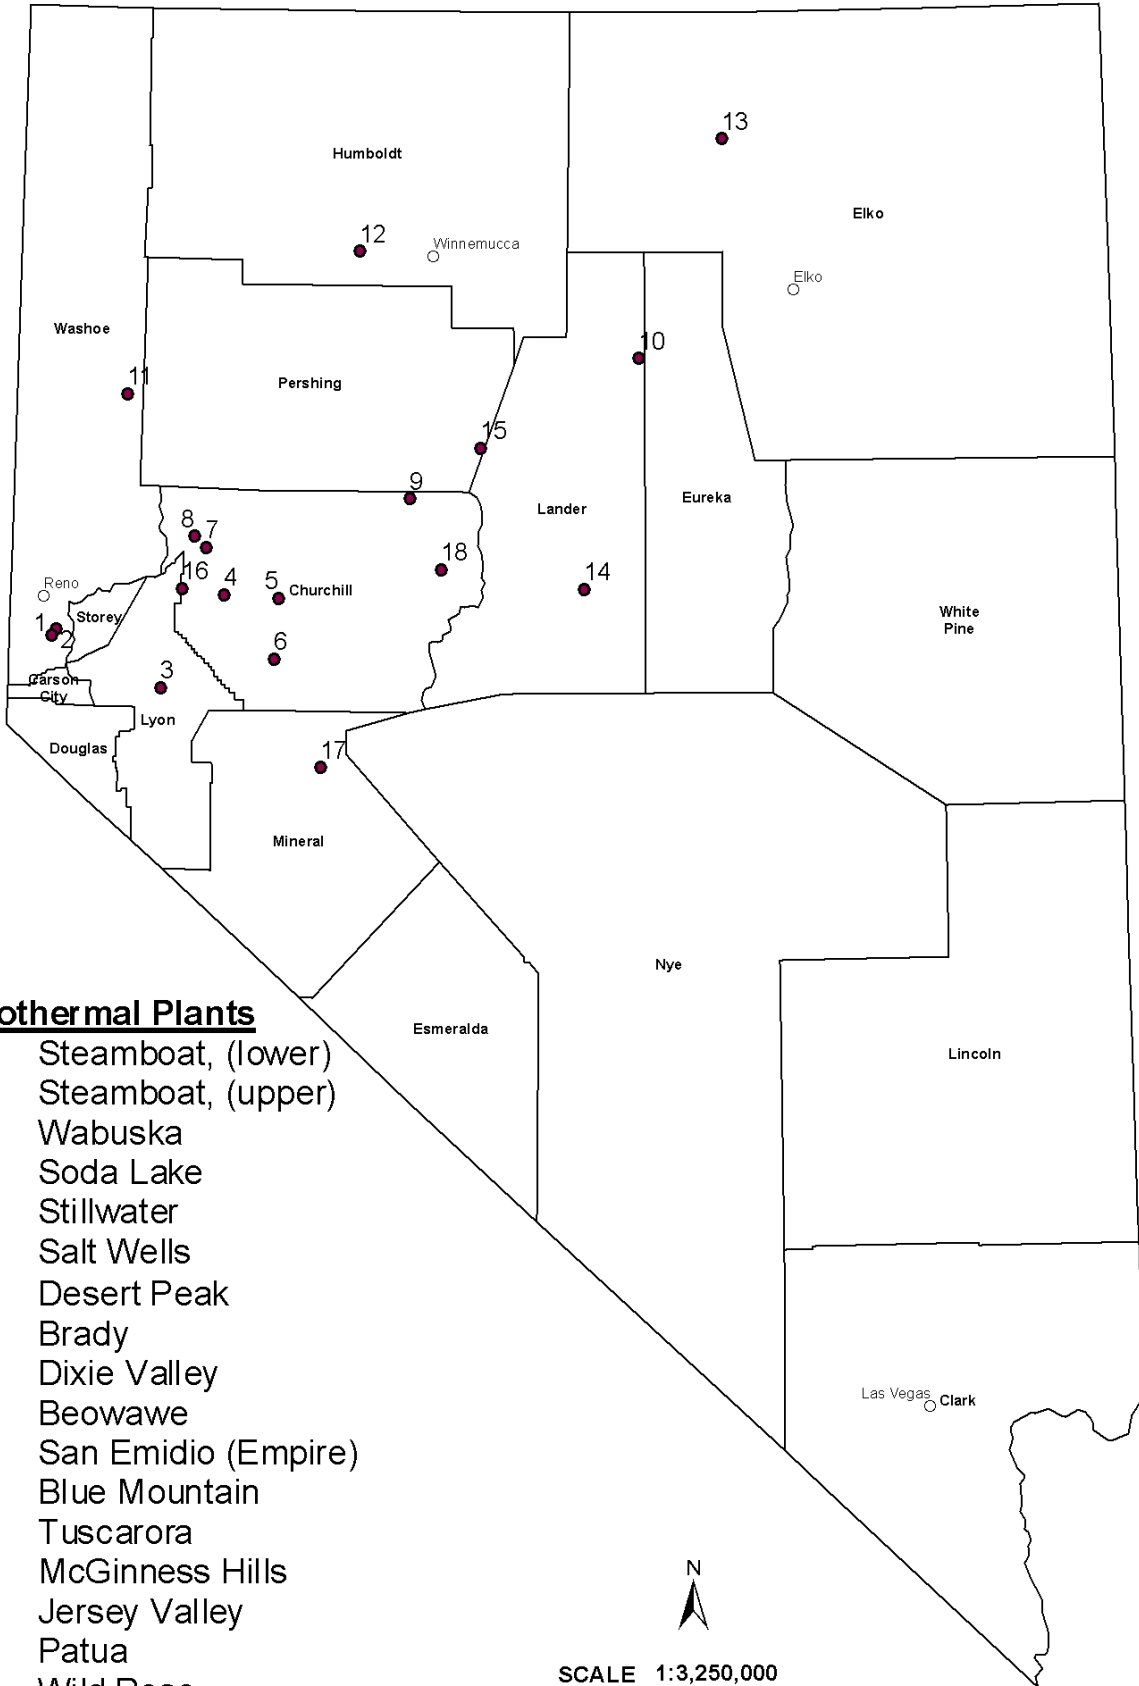 13
Humboldt
Elko
12
Winnemucca
Elko
Washoe
10
11
Pershing
15
9
Lander
Eureka
8
7
18
Reno
16
4
5
Churchill
14
1
2
Storey
White
Pine
6
3
Carson
City
Lyon
Douglas
17
Mineral
Nye
othermal Plants
Esmeralda
Steamboat, (lower)
Lincoln
Steamboat, (upper)
Wabuska
Soda Lake
Stillwater
Salt Wells
Desert Peak
Brady
Dixie Valley
Las Vegas
Clark
Beowawe
San Emidio (Empire)
Blue Mountain
Tuscarora
McGinness Hills
N
Jersey Valley
Patua
SCALE 1:3,250,000
Wild Rose